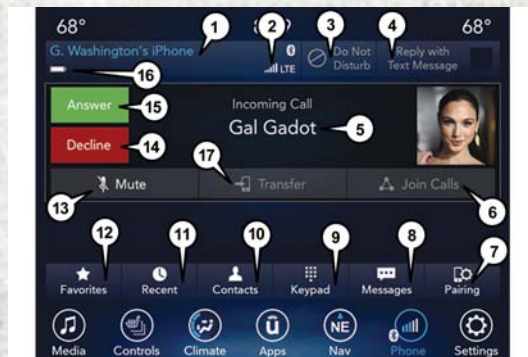 68°
68°
1
2
3
4
G. Washington's iPhone
LTE
Do Not
Disturb
Reply with
Text Message
16
Answer
15
Incoming Call
Gal Gadot
5
Decline
14
17
Mute
Transfer
Join Calls
13
6
12
11
10
9
8
7
Favorites
Recent
Contacts
Keypad
Messages
Pairing
Media
Controls
Climate
û
Apps
NE
Nav
Phone
Settings